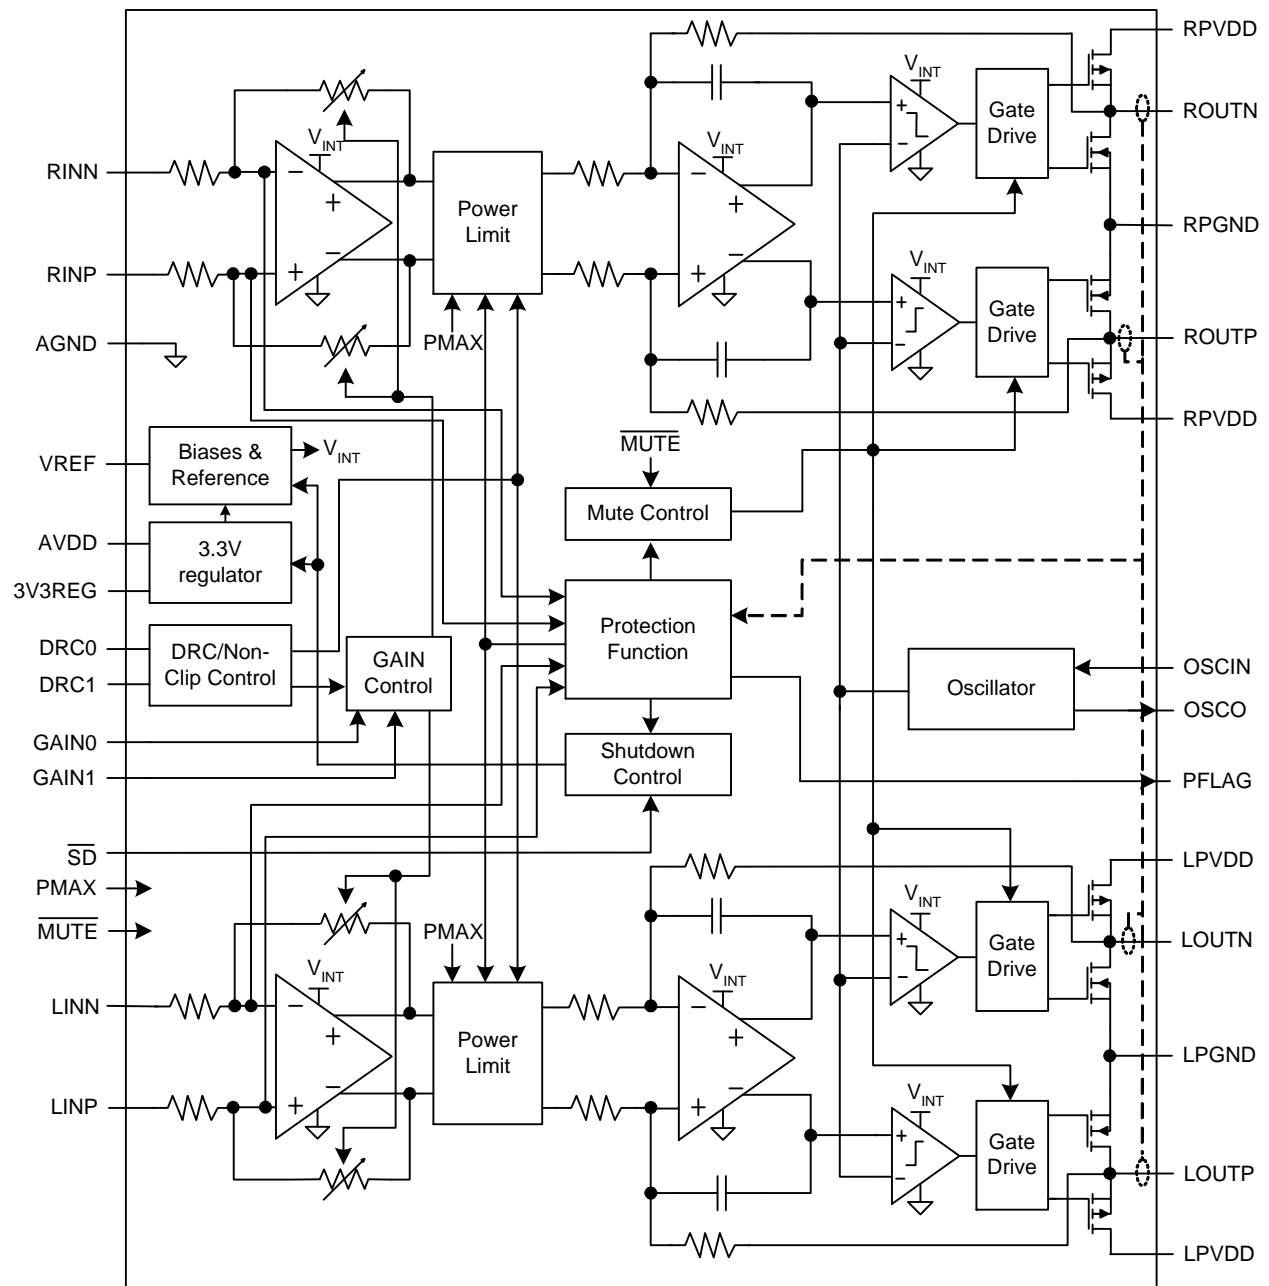 RPVDD
V_INT
Gate
Drive
ROUTN
V_INT
V_INT
RINN
−
+
Power
Limit
−
+
+
−
RPGND
RINP
+
−
+
−
V_INT
Gate
Drive
+
−
AGND
PMAX
ROUTP
RPVDD
MUTE
VREF
Biases &
Reference
V_INT
Mute Control
AVDD
3.3V
regulator
3V3REG
Protection
Function
DRC0
DRC1
DRC/Non-
Clip Control
GAIN
Control
Oscillator
OSCIN
OSCO
GAIN0
GAIN1
Shutdown
Control
PFLAG
SD
PMAX
MUTE
LPVDD
V_INT
Gate
Drive
+
−
LOUTN
PMAX
V_INT
V_INT
LINN
−
+
Power
Limit
−
+
LPGND
LINP
+
−
+
−
V_INT
Gate
Drive
+
−
LOUTP
LPVDD